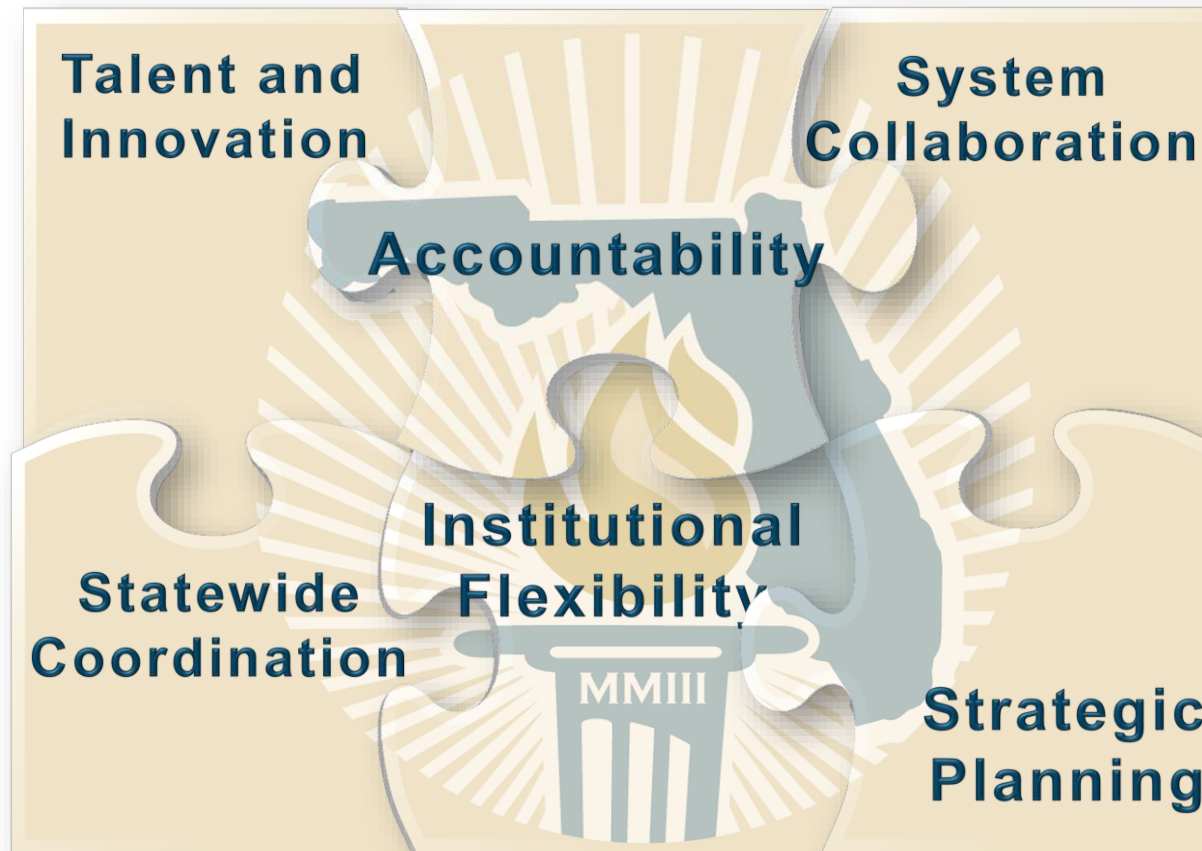 Talent and
Innovation
System
Collaboration
Accountability
Institutional
Flexibility
Statewide
Coordination
MMIII
Strategic
Planning